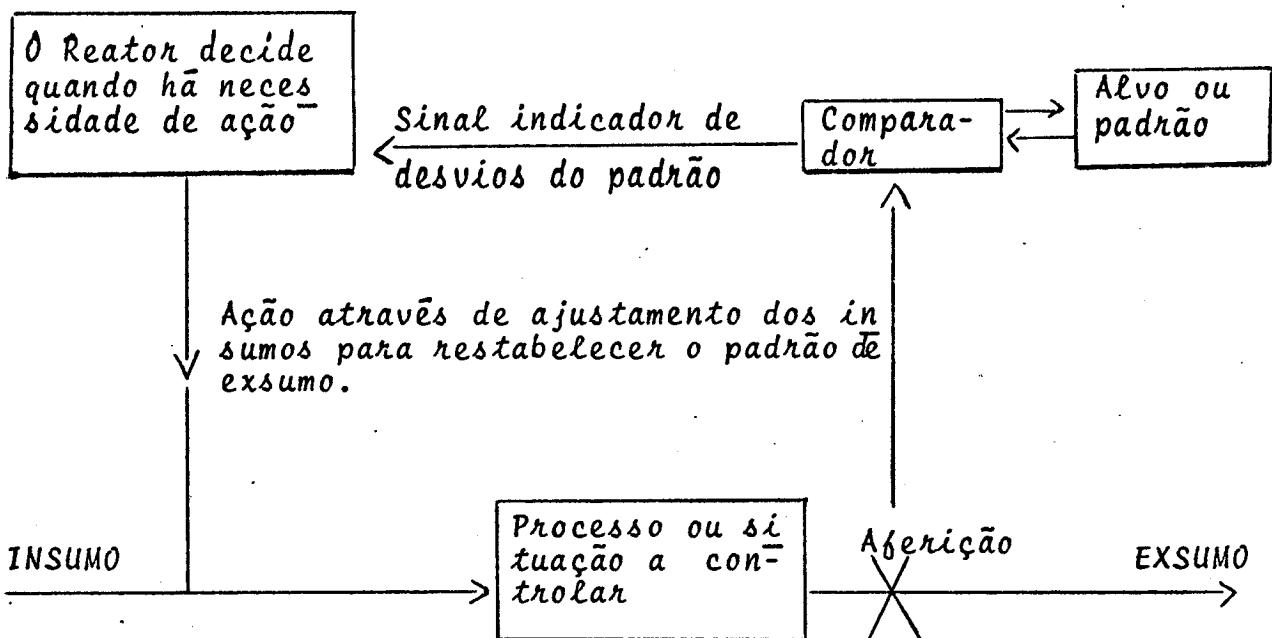 O Reator decide
quando há neces
sidade de ação
Sinal indicador de
desvios do padrão
Compara-
dor
Alvo ou
padrão
Ação através de ajustamento dos in
sumos para restabelecer o padrão de
exsumo.
INSUMO
Processo ou si
tuação a con-
trolar
Aferição
EXSUMO